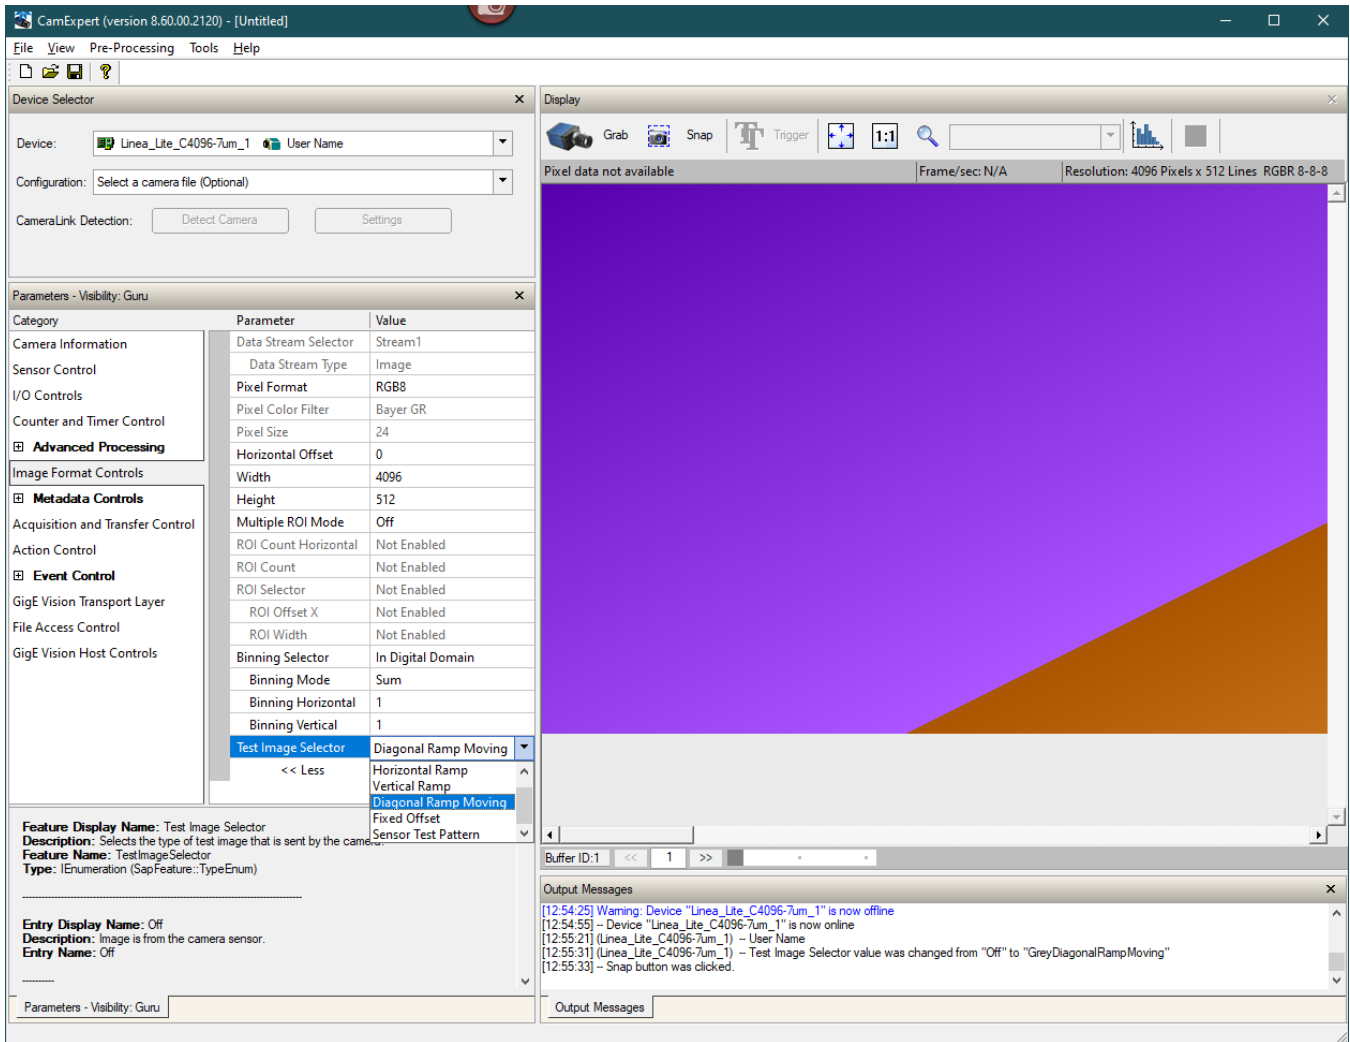 CamExpert (version 8.60.00.2120) - [Untitled]
File View Pre-Processing Tools Help
Device Selector
Device: Linea_Lite_C4096-7um_1 User Name
Configuration: Select a camera file (Optional)
CameraLink Detection: Detect Camera Settings
Parameters - Visibility: Guru
Category
Camera Information
Sensor Control
I/O Controls
Counter and Timer Control
Advanced Processing
Image Format Controls
Metadata Controls
Acquisition and Transfer Control
Action Control
Event Control
GigE Vision Transport Layer
File Access Control
GigE Vision Host Controls
Parameter Value
Data Stream Selector Stream1
Data Stream Type Image
Pixel Format RGB8
Pixel Color Filter Bayer GR
Pixel Size 24
Horizontal Offset 0
Width 4096
Height 512
Multiple ROI Mode Off
ROI Count Horizontal Not Enabled
ROI Count Not Enabled
ROI Selector Not Enabled
ROI Offset X Not Enabled
ROI Width Not Enabled
Binning Selector In Digital Domain
Binning Mode Sum
Binning Horizontal 1
Binning Vertical 1
Test Image Selector Diagonal Ramp Moving
<< Less
Horizontal Ramp
Vertical Ramp
Diagonal Ramp Moving
Fixed Offset
Sensor Test Pattern
Feature Display Name: Test Image Selector
Description: Selects the type of test image that is sent by the camera.
Feature Name: TestImageSelector
Type: IEnumeration (SapFeature::TypeEnum)
Entry Display Name: Off
Description: Image is from the camera sensor.
Entry Name: Off
Parameters - Visibility: Guru
Display
Grab Snap Trigger 1:1
Pixel data not available Frame/sec: N/A Resolution: 4096 Pixels x 512 Lines RGBR 8-8-8
Buffer ID:1 << 1 >>
Output Messages
[12:54:25] Warning: Device "Linea_Lite_C4096-7um_1" is now offline
[12:54:55] -- Device "Linea_Lite_C4096-7um_1" is now online
[12:55:21] (Linea_Lite_C4096-7um_1) -- User Name
[12:55:31] (Linea_Lite_C4096-7um_1) -- Test Image Selector value was changed from "Off" to "GreyDiagonalRampMoving"
[12:55:33] -- Snap button was clicked.
Output Messages